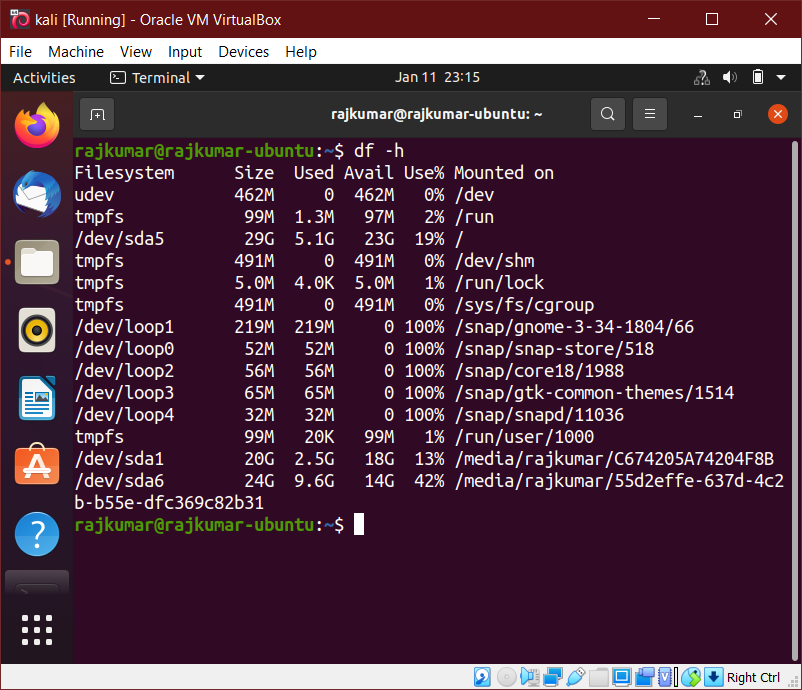 kali [Running] - Oracle VM VirtualBox
File Machine View Input Devices Help
Activities Terminal Jan 11 23:15
rajkumar@rajkumar-ubuntu: ~
rajkumar@rajkumar-ubuntu:~$ df -h
Filesystem      Size  Used Avail Use% Mounted on
udev            462M     0  462M   0% /dev
tmpfs            99M  1.3M   97M   2% /run
/dev/sda5        29G  5.1G   23G  19% /
tmpfs           491M     0  491M   0% /dev/shm
tmpfs           5.0M  4.0K  5.0M   1% /run/lock
tmpfs           491M     0  491M   0% /sys/fs/cgroup
/dev/loop1      219M  219M     0 100% /snap/gnome-3-34-1804/66
/dev/loop0       52M   52M     0 100% /snap/snap-store/518
/dev/loop2       56M   56M     0 100% /snap/core18/1988
/dev/loop3       65M   65M     0 100% /snap/gtk-common-themes/1514
/dev/loop4       32M   32M     0 100% /snap/snapd/11036
tmpfs            99M   20K   99M   1% /run/user/1000
/dev/sda1        20G  2.5G   18G  13% /media/rajkumar/C674205A74204F8B
/dev/sda6        24G  9.6G   14G  42% /media/rajkumar/55d2effe-637d-4c2
b-b55e-dfc369c82b31
rajkumar@rajkumar-ubuntu:~$
Right Ctrl